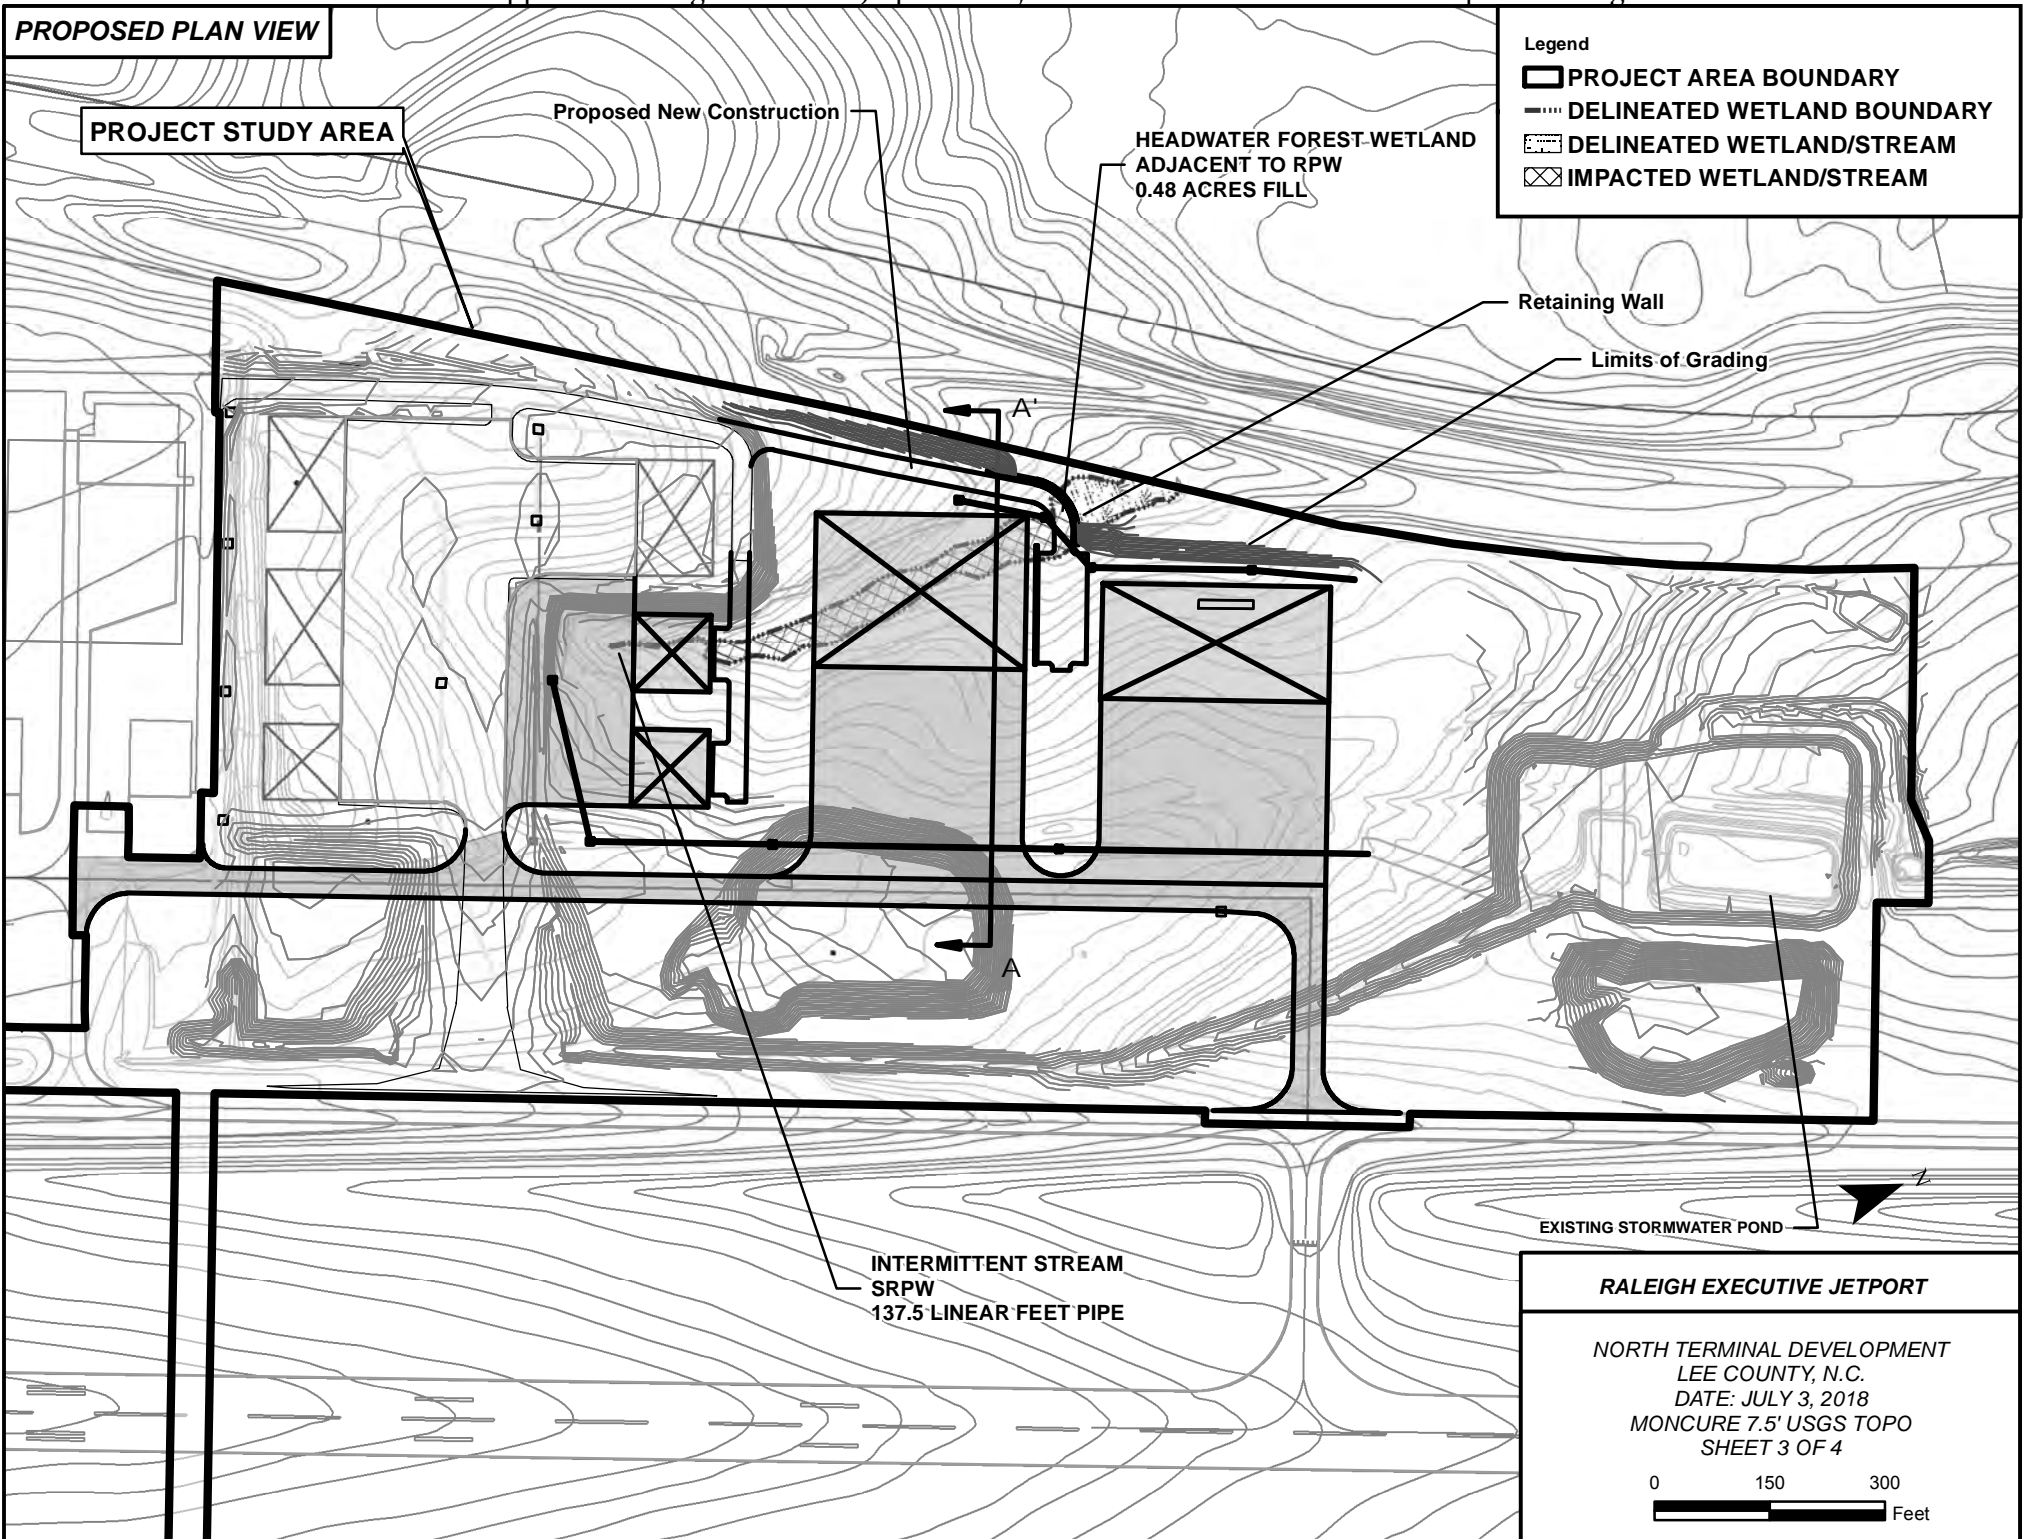 PROPOSED PLAN VIEW
PROJECT STUDY AREA
Proposed New Construction
HEADWATER FOREST WETLAND
ADJACENT TO RPW
0.48 ACRES FILL
Legend
PROJECT AREA BOUNDARY
DELINEATED WETLAND BOUNDARY
DELINEATED WETLAND/STREAM
IMPACTED WETLAND/STREAM
Retaining Wall
Limits of Grading
A'
A
INTERMITTENT STREAM
SRPW
137.5 LINEAR FEET PIPE
N
EXISTING STORMWATER POND
RALEIGH EXECUTIVE JETPORT
NORTH TERMINAL DEVELOPMENT
LEE COUNTY, N.C.
DATE: JULY 3, 2018
MONCURE 7.5' USGS TOPO
SHEET 3 OF 4
0 150 300
Feet